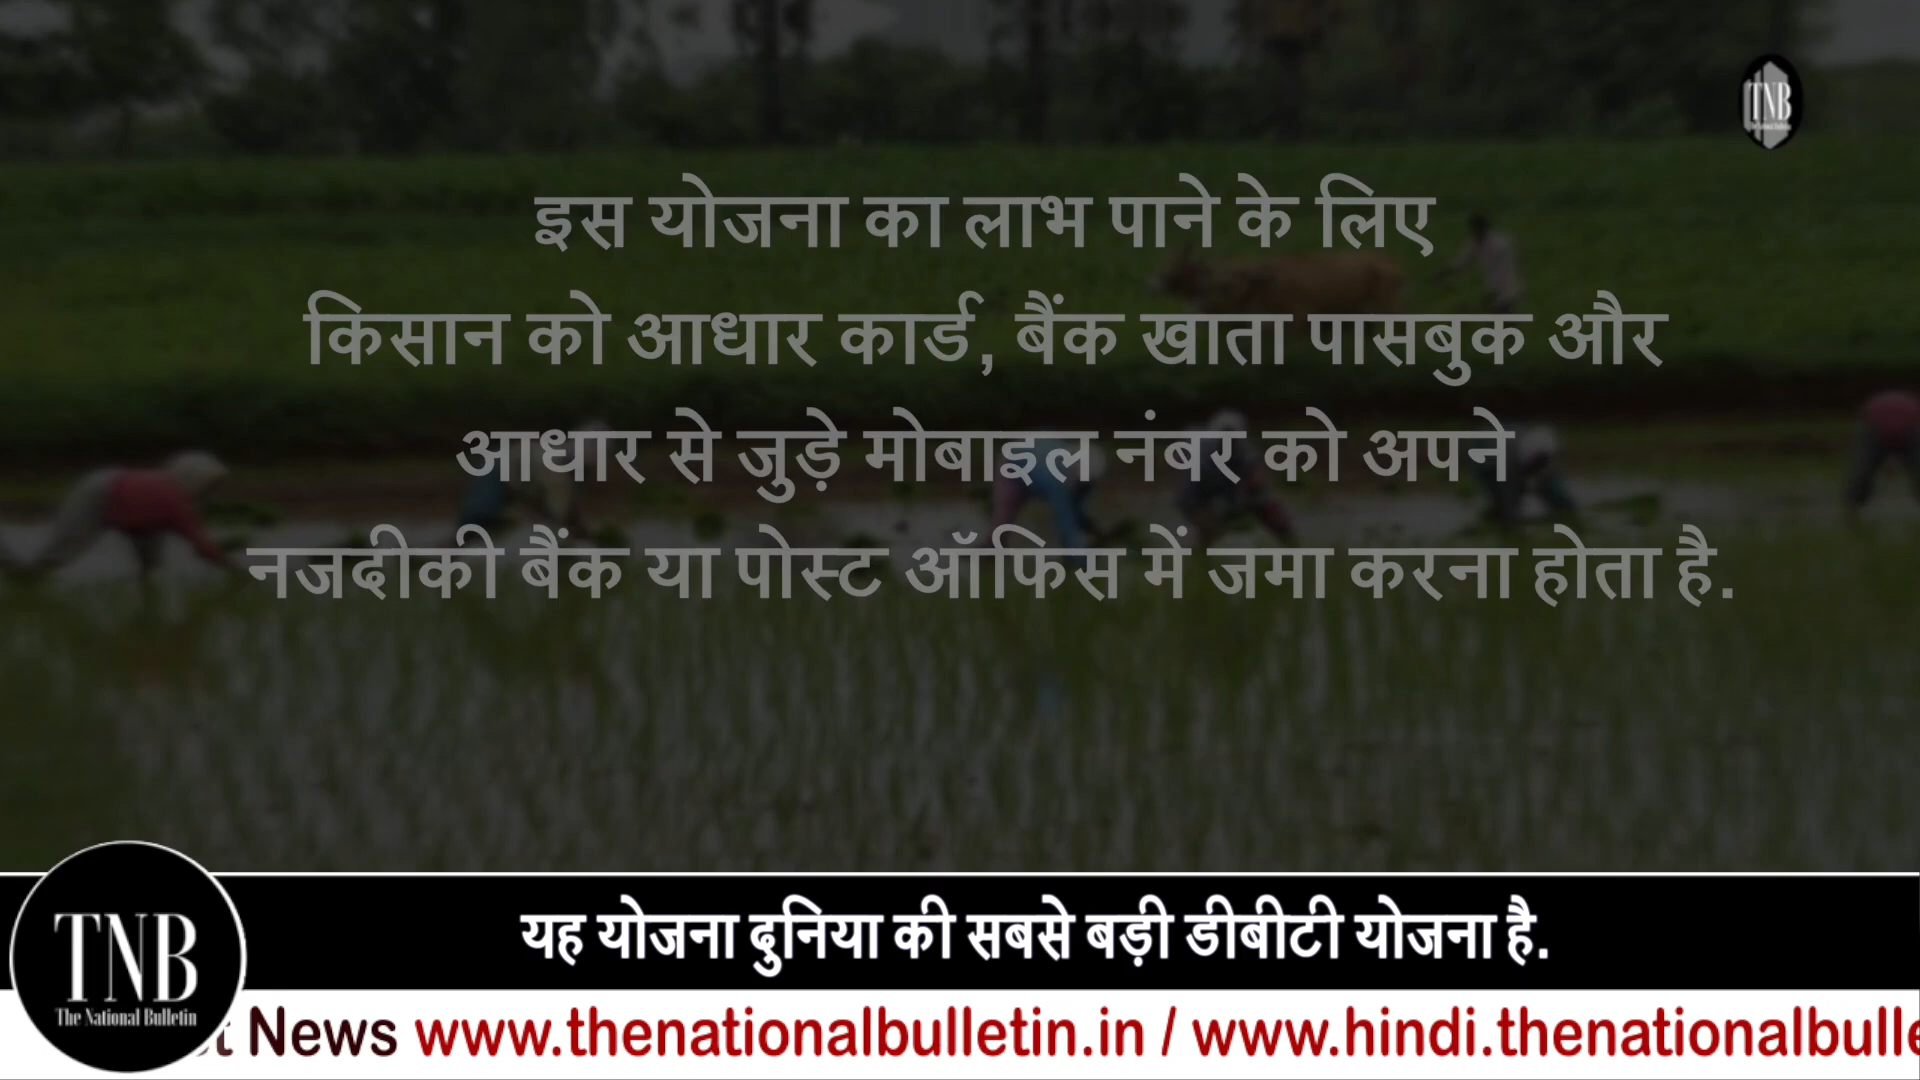 TNB
इस योजना का लाभ पाने के लिए
किसान को आधार कार्ड, बैंक खाता पासबुक और
आधार से जुड़े मोबाइल नंबर को अपने
नजदीकी बैंक या पोस्ट ऑफिस में जमा करना होता है.
यह योजना दुनिया की सबसे बड़ी डीबीटी योजना है.
TNB
The National Bulletin
News www.thenationalbulletin.in / www.hindi.thenationalbulle